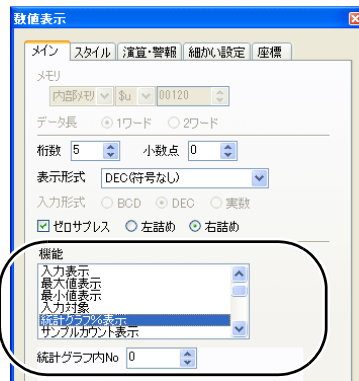 数値表示
メイン スタイル 演算・警報 細かい設定 座標
メモリ
内部メモリ $u 00120
データ長 1ワード 2ワード
桁数 5 小数点 0
表示形式 DEC(符号なし)
入力形式 BCD DEC 実数
ゼロサプレス 左詰め 右詰め
機能
入力表示
最大値表示
最小値表示
入力対象
統計グラフ%表示
サンプルカウント表示
統計グラフ内No 0